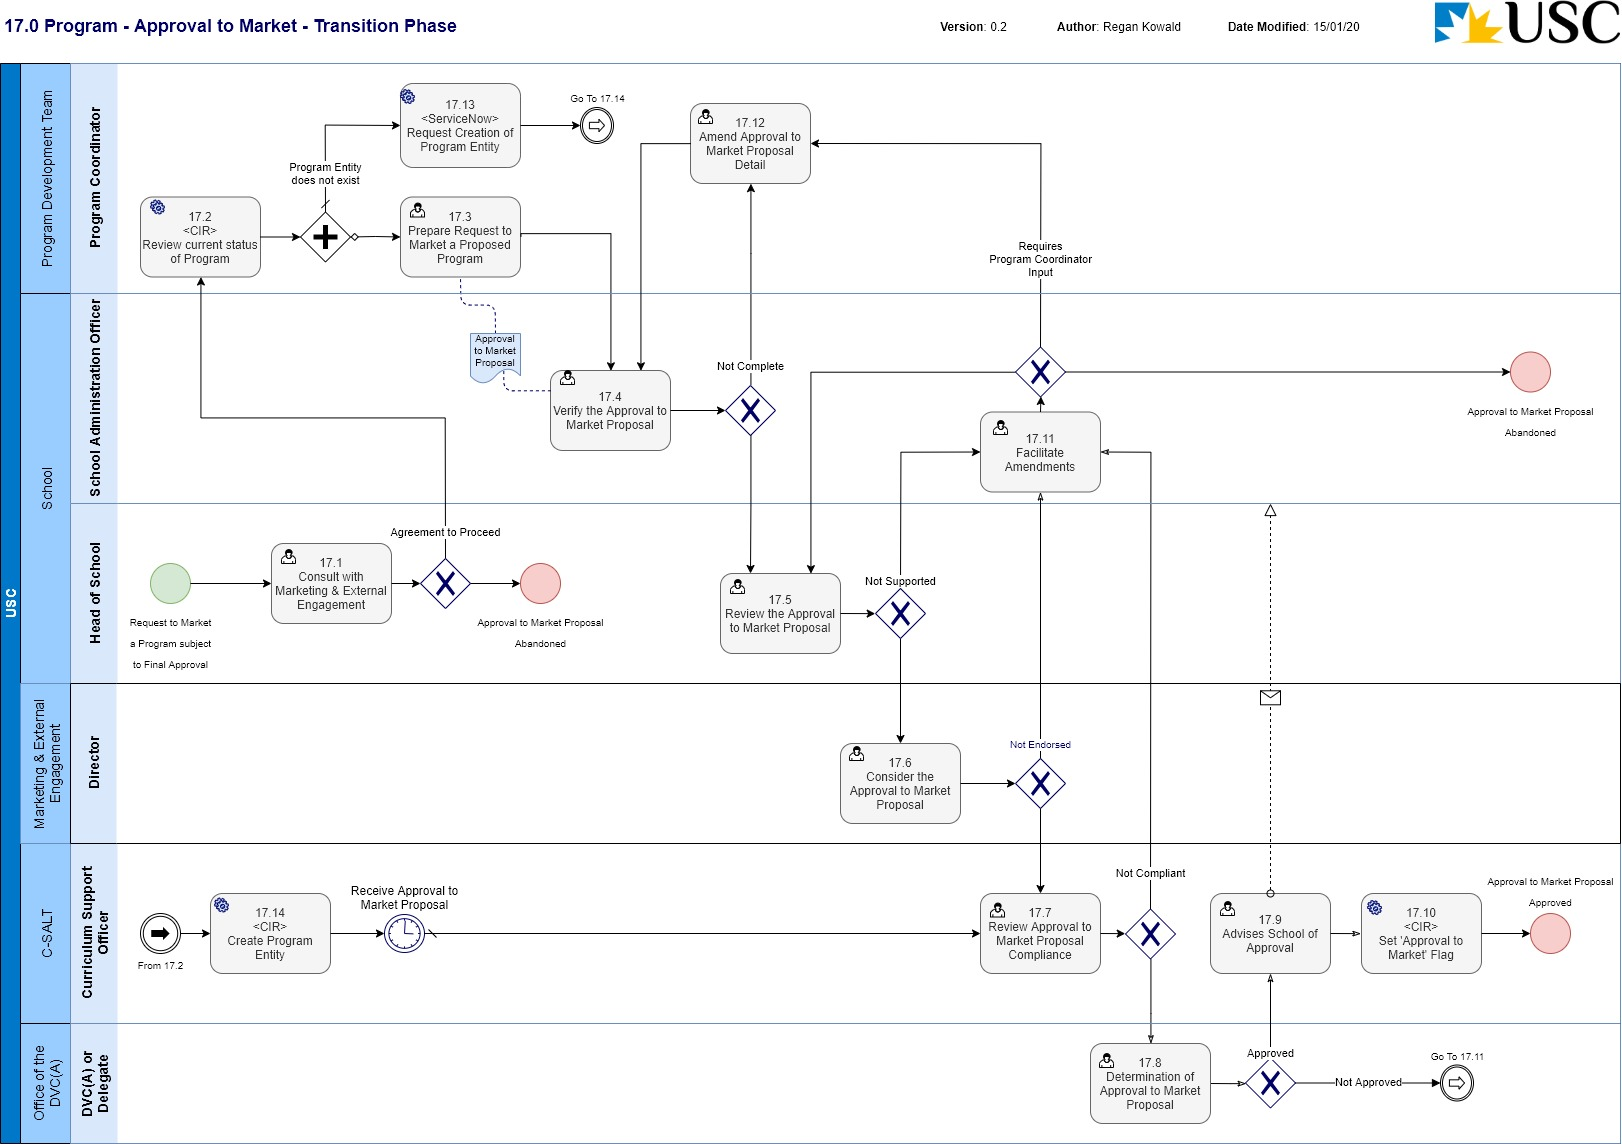 17.0 Program - Approval to Market - Transition Phase
Version: 0.2
Author: Regan Kowald
Date Modified: 15/01/20
USC
USC
Program Development Team
Program Coordinator
17.13
<ServiceNow>
Request Creation of
Program Entity
Go To 17.14
17.12
Amend Approval to
Market Proposal
Detail
Program Entity
does not exist
17.2
<CIR>
Review current status
of Program
17.3
Prepare Request to
Market a Proposed
Program
Requires
Program Coordinator
Input
School
School Administration Officer
Approval
to Market
Proposal
17.4
Verify the Approval to
Market Proposal
Not Complete
17.11
Facilitate
Amendments
Approval to Market Proposal
Abandoned
Head of School
Request to Market
a Program subject
to Final Approval
17.1
Consult with
Marketing & External
Engagement
Agreement to Proceed
Approval to Market Proposal
Abandoned
17.5
Review the Approval
to Market Proposal
Not Supported
Marketing & External
Engagement
Director
17.6
Consider the
Approval to Market
Proposal
Not Endorsed
C-SALT
Curriculum Support
Officer
From 17.2
17.14
<CIR>
Create Program
Entity
Receive Approval to
Market Proposal
17.7
Review Approval to
Market Proposal
Compliance
Not Compliant
17.9
Advises School of
Approval
17.10
<CIR>
Set 'Approval to
Market' Flag
Approval to Market Proposal
Approved
Office of the
DVC(A)
DVC(A) or
Delegate
17.8
Determination of
Approval to Market
Proposal
Approved
Not Approved
Go To 17.11